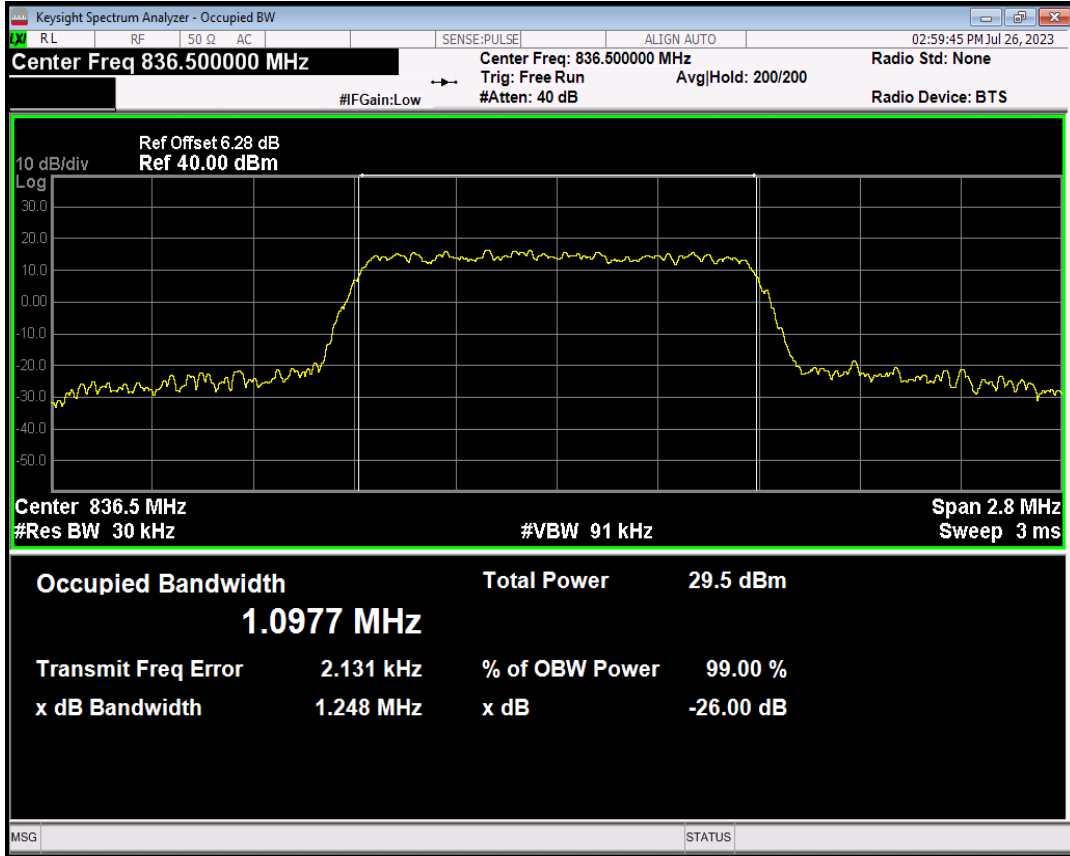 Keysight Spectrum Analyzer - Occupied BW
LXI RL RF 50 Ω AC SENSE:PULSE ALIGN AUTO 02:59:45 PM Jul 26, 2023
Center Freq 836.500000 MHz
Center Freq: 836.500000 MHz Radio Std: None
Trig: Free Run Avg|Hold: 200/200
#IFGain:Low #Atten: 40 dB Radio Device: BTS
Ref Offset 6.28 dB
10 dB/div Ref 40.00 dBm
Log
30.0
20.0
10.0
0.00
-10.0
-20.0
-30.0
-40.0
-50.0
Center 836.5 MHz Span 2.8 MHz
#Res BW 30 kHz #VBW 91 kHz Sweep 3 ms
Occupied Bandwidth Total Power 29.5 dBm
1.0977 MHz
Transmit Freq Error 2.131 kHz % of OBW Power 99.00 %
x dB Bandwidth 1.248 MHz x dB -26.00 dB
MSG STATUS